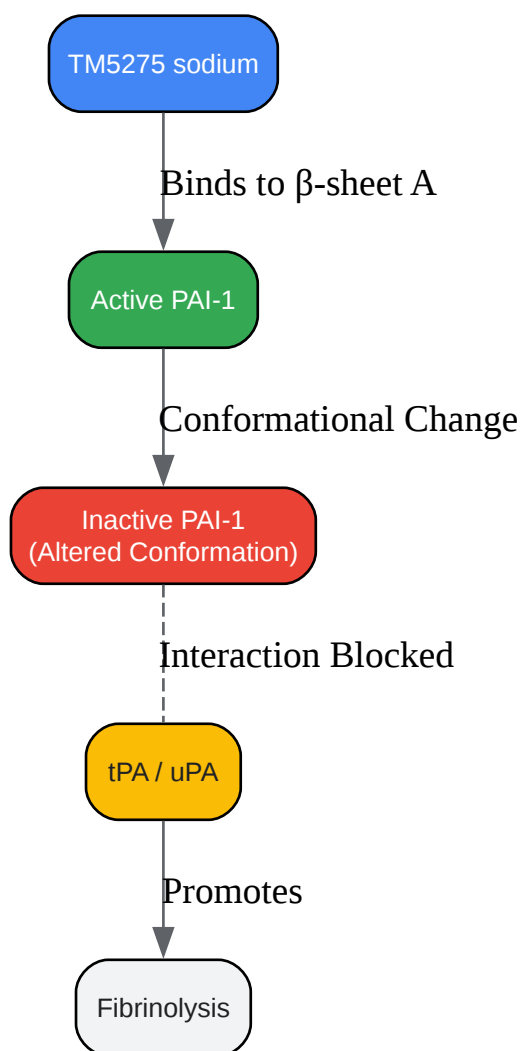 TM5275 sodium
Binds to β-sheet A
Active PAI-1
Conformational Change
Inactive PAI-1
(Altered Conformation)
Interaction Blocked
tPA / uPA
Promotes
Fibrinolysis